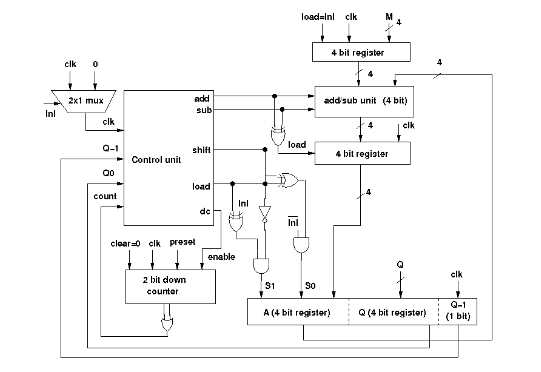 load=Inl clk M
4
4 bit register
clk 0
4
4
2x1 mux
Inl
add
add/sub unit (4 bit)
sub
clk
4
clk
Q-1
Control unit
shift
load
4 bit register
Q0
load
4
count
Inl
Inl
dc
clear=0 clk preset
enable
2 bit down
counter
S1
S0
Q
clk
A (4 bit register)
Q (4 bit register)
Q-1
(1 bit)